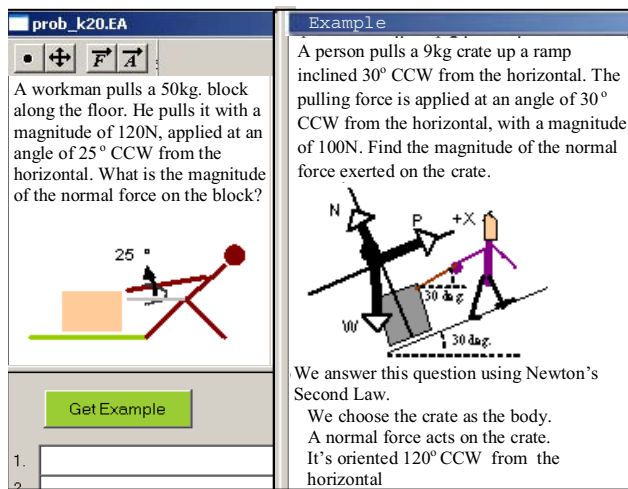 prob_k20.EA
F A
A workman pulls a 50kg. block
along the floor. He pulls it with a
magnitude of 120N, applied at an
angle of 25° CCW from the
horizontal. What is the magnitude
of the normal force on the block?
25 °
Get Example
1.
2
Example
A person pulls a 9kg crate up a ramp
inclined 30° CCW from the horizontal. The
pulling force is applied at an angle of 30°
CCW from the horizontal, with a magnitude
of 100N. Find the magnitude of the normal
force exerted on the crate.
N
P
+X
W
30 deg.
30 deg.
We answer this question using Newton's
Second Law.
We choose the crate as the body.
A normal force acts on the crate.
It's oriented 120° CCW from the
horizontal